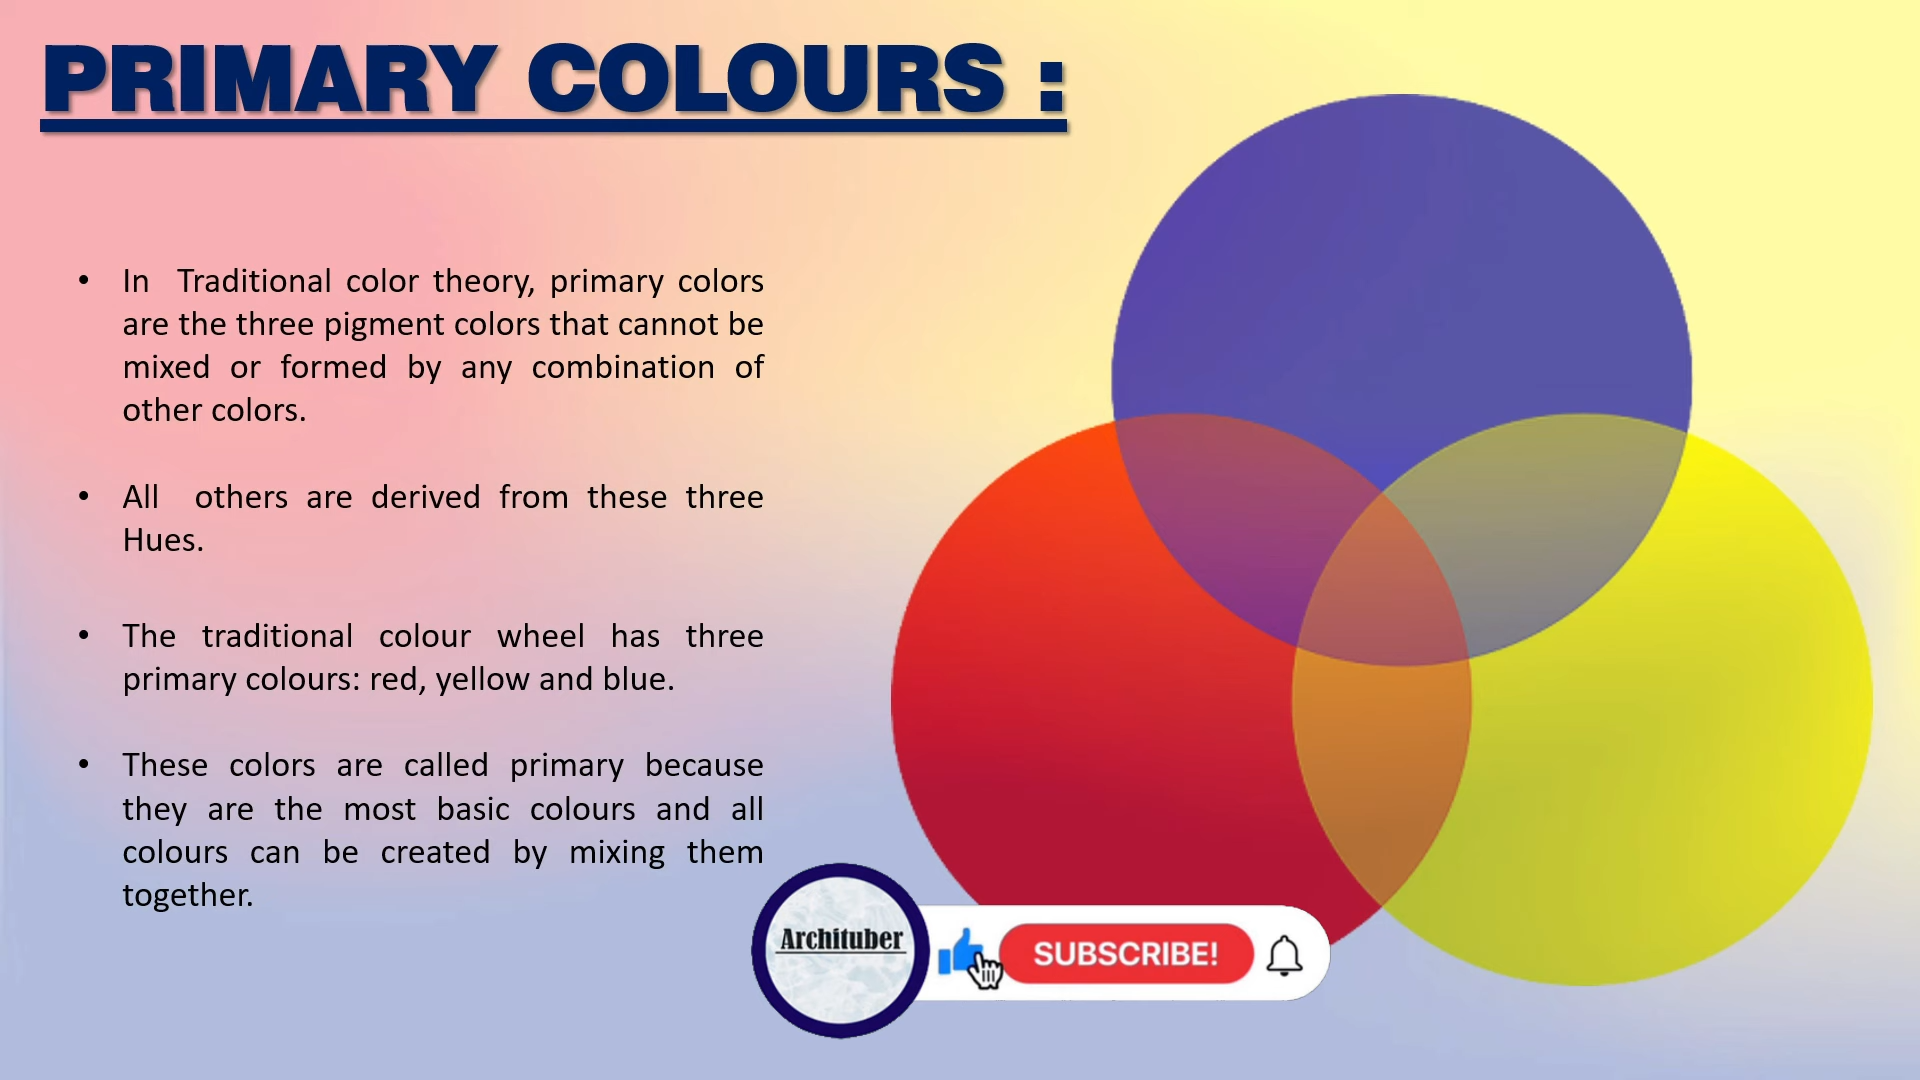 PRIMARY COLOURS :
• In Traditional color theory, primary colors
are the three pigment colors that cannot be
mixed or formed by any combination of
other colors.
• All others are derived from these three
Hues.
• The traditional colour wheel has three
primary colours: red, yellow and blue.
• These colors are called primary because
they are the most basic colours and all
colours can be created by mixing them
together.
Archituber
SUBSCRIBE!